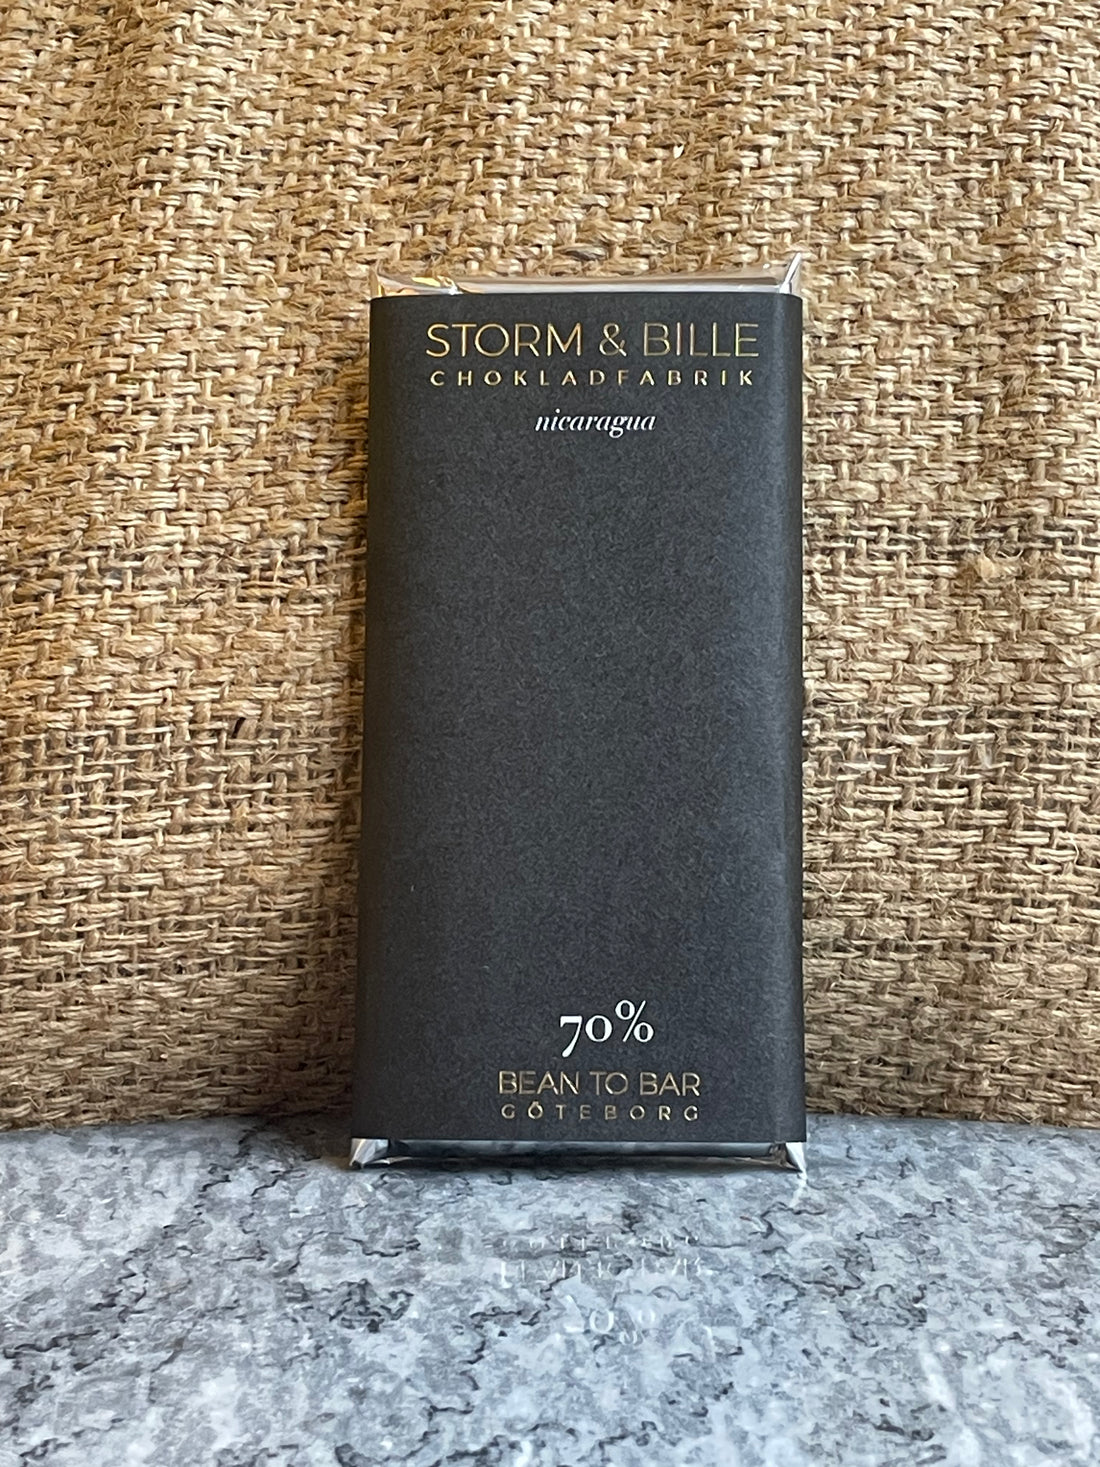 STORM & BILLE
CHOKLADFABRIK
nicaragua
70%
BEAN TO BAR
GÖTEBORG